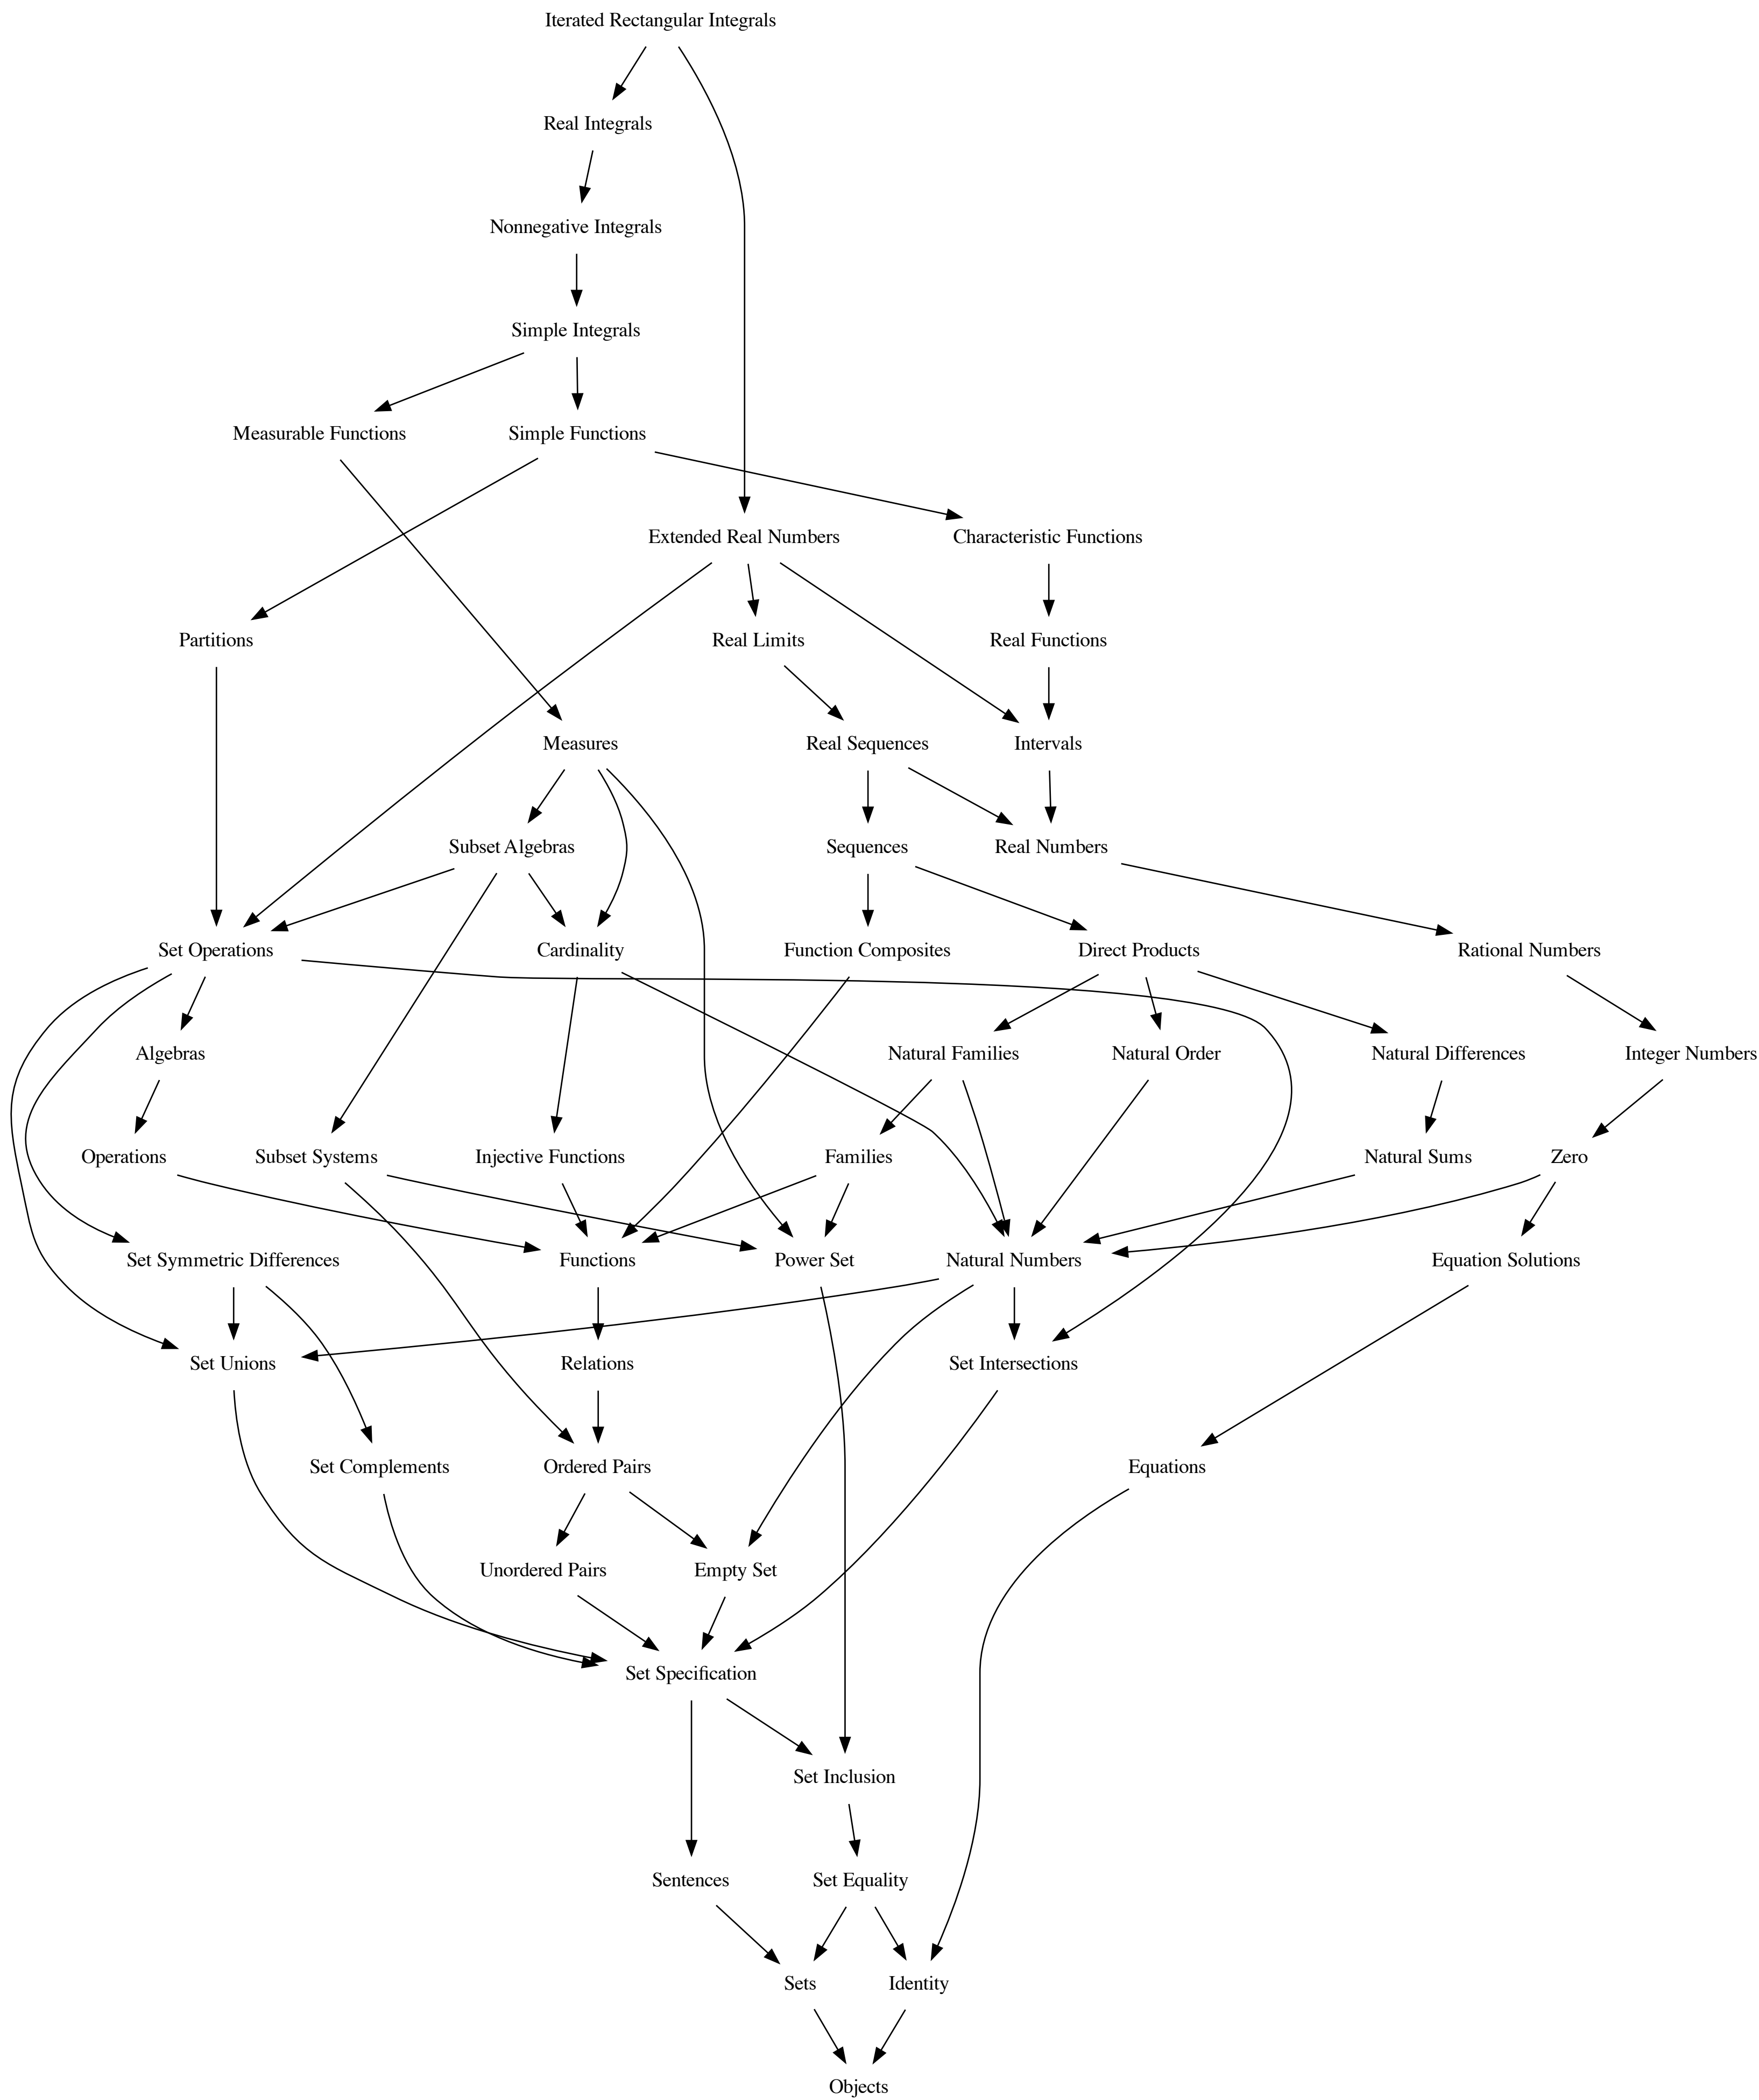 Iterated Rectangular Integrals
Real Integrals
Nonnegative Integrals
Simple Integrals
Measurable Functions
Simple Functions
Extended Real Numbers
Characteristic Functions
Partitions
Real Limits
Real Functions
Measures
Real Sequences
Intervals
Subset Algebras
Sequences
Real Numbers
Set Operations
Cardinality
Function Composites
Direct Products
Rational Numbers
Algebras
Natural Families
Natural Order
Natural Differences
Integer Numbers
Operations
Subset Systems
Injective Functions
Families
Natural Sums
Zero
Set Symmetric Differences
Functions
Power Set
Natural Numbers
Equation Solutions
Set Unions
Relations
Set Intersections
Set Complements
Ordered Pairs
Equations
Unordered Pairs
Empty Set
Set Specification
Set Inclusion
Sentences
Set Equality
Sets
Identity
Objects